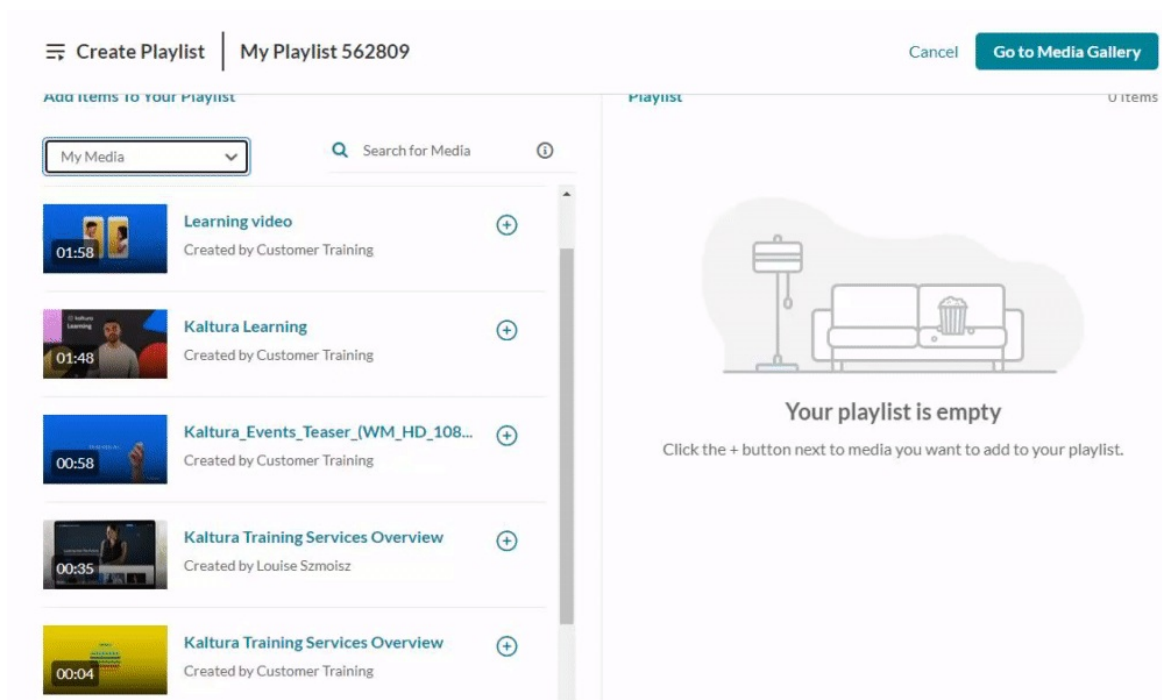 Create Playlist
My Playlist 562809
Cancel
Go to Media Gallery
Add Items To Your Playlist
Playlist
0 Items
My Media
Search for Media
01:58
Learning video
Created by Customer Training
kaltura
Learning
01:48
Kaltura Learning
Created by Customer Training
00:58
Kaltura_Events_Teaser_(WM_HD_108...
Created by Customer Training
00:35
Kaltura Training Services Overview
Created by Louise Szmoisz
00:04
Kaltura Training Services Overview
Created by Customer Training
Your playlist is empty
Click the + button next to media you want to add to your playlist.